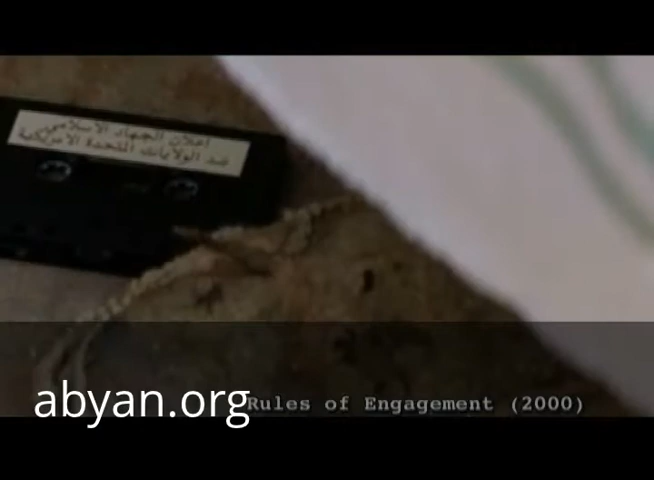 اعلان الجهاد الاسلامي
ضد الولايات المتحدة الامريكية
abyan.org
Rules of Engagement (2000)